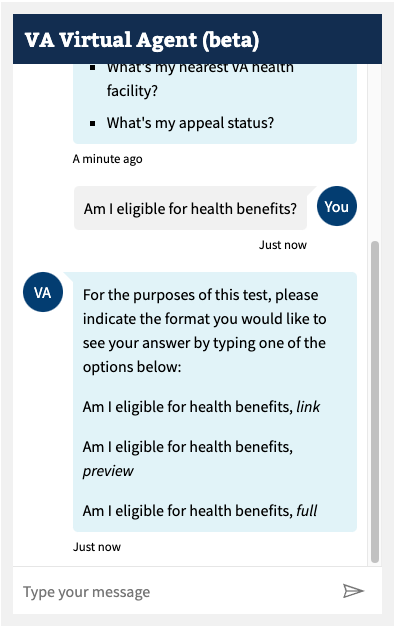 VA Virtual Agent (beta)
What's my nearest VA health
facility?
What's my appeal status?
A minute ago
Am I eligible for health benefits?
You
Just now
VA
For the purposes of this test, please
indicate the format you would like to
see your answer by typing one of the
options below:
Am I eligible for health benefits, link
Am I eligible for health benefits,
preview
Am I eligible for health benefits, full
Just now
Type your message